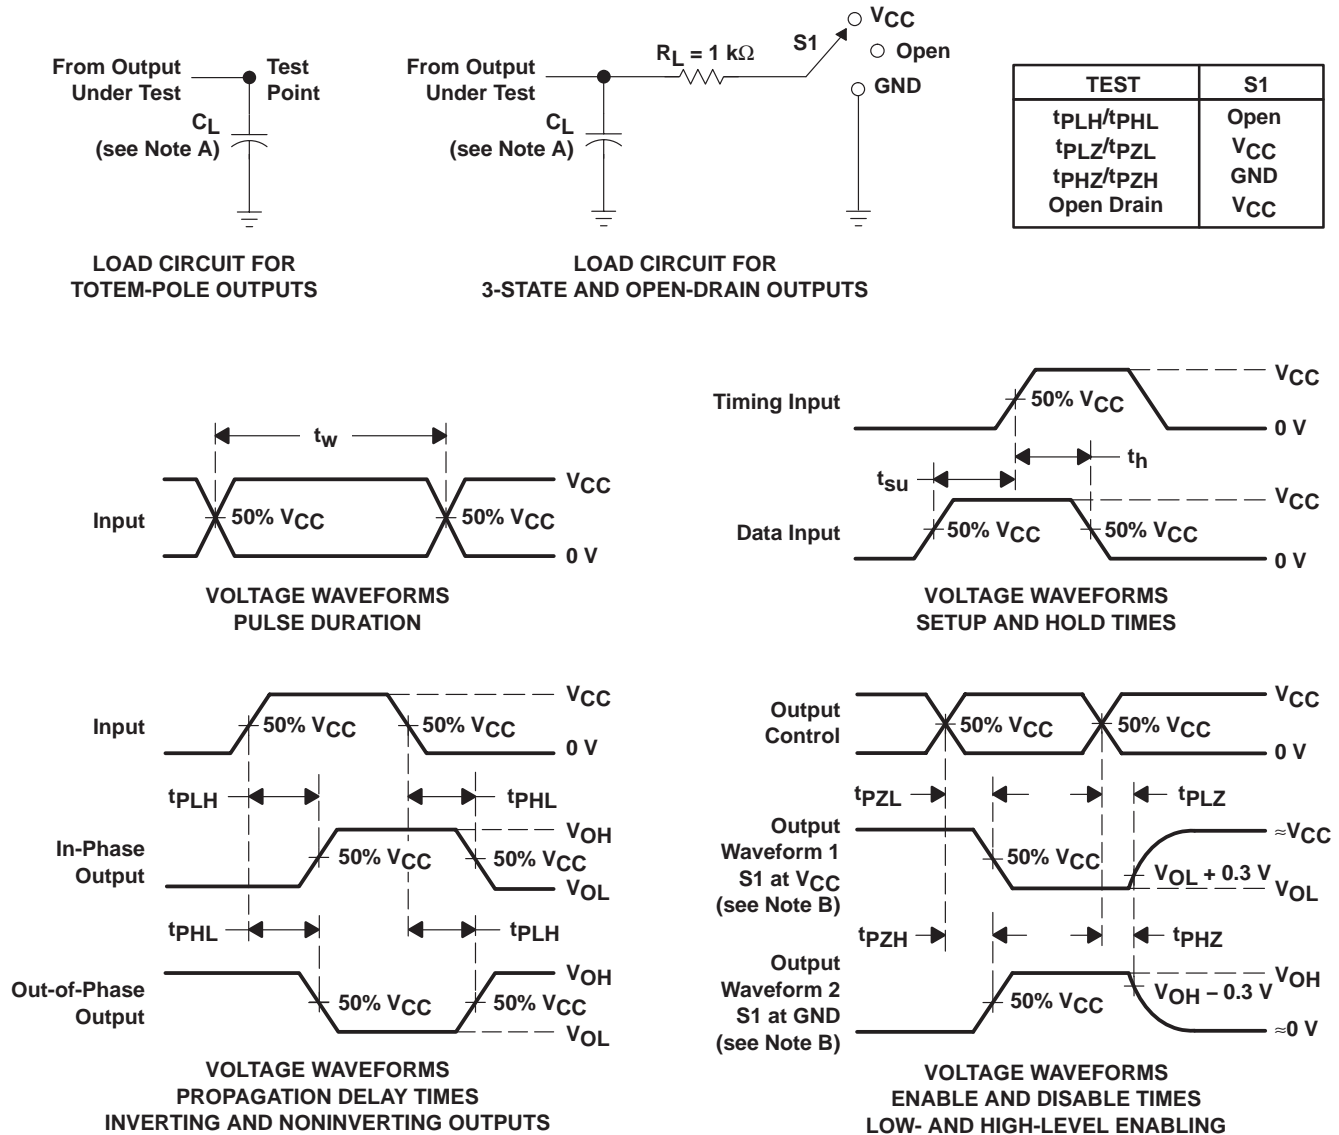 From Output
Under Test
Test
Point
CL
(see Note A)
LOAD CIRCUIT FOR
TOTEM-POLE OUTPUTS
From Output
Under Test
CL
(see Note A)
RL = 1 kΩ
S1
VCC
Open
GND
LOAD CIRCUIT FOR
3-STATE AND OPEN-DRAIN OUTPUTS
TEST S1
tPLH/tPHL Open
tPLZ/tPZL VCC
tPHZ/tPZH GND
Open Drain VCC
tw
Input
50% VCC
50% VCC
VCC
0 V
VOLTAGE WAVEFORMS
PULSE DURATION
Timing Input
50% VCC
VCC
0 V
th
tsu
Data Input
50% VCC
50% VCC
VCC
0 V
VOLTAGE WAVEFORMS
SETUP AND HOLD TIMES
Input
50% VCC
50% VCC
VCC
0 V
tPLH
tPHL
In-Phase
Output
50% VCC
50% VCC
VOH
VOL
tPHL
tPLH
Out-of-Phase
Output
50% VCC
50% VCC
VOH
VOL
VOLTAGE WAVEFORMS
PROPAGATION DELAY TIMES
INVERTING AND NONINVERTING OUTPUTS
Output
Control
50% VCC
50% VCC
VCC
0 V
tPZL
tPLZ
Output
Waveform 1
S1 at VCC
(see Note B)
50% VCC
≈VCC
VOL + 0.3 V
VOL
tPZH
tPHZ
Output
Waveform 2
S1 at GND
(see Note B)
50% VCC
VOH
VOH – 0.3 V
≈0 V
VOLTAGE WAVEFORMS
ENABLE AND DISABLE TIMES
LOW- AND HIGH-LEVEL ENABLING